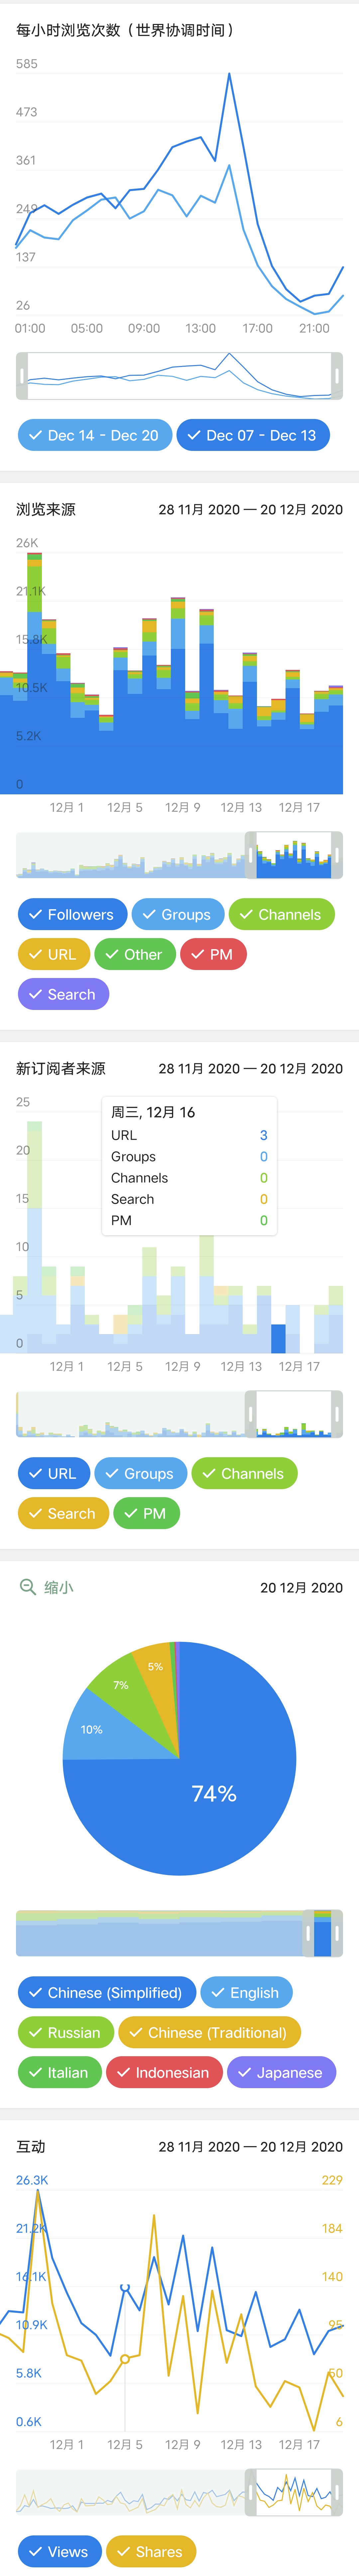 每小时浏览次数（世界协调时间）
585
473
361
249
137
26
01:00 05:00 09:00 13:00 17:00 21:00
Dec 14 - Dec 20 Dec 07 - Dec 13
浏览来源 28 11月 2020 — 20 12月 2020
26K
21.1K
15.8K
10.5K
5.2K
0
12月 1 12月 5 12月 9 12月 13 12月 17
Followers Groups Channels
URL Other PM
Search
新订阅者来源 28 11月 2020 — 20 12月 2020
25
周三, 12月 16
URL 3
20
Groups 0
Channels 0
15
Search 0
PM 0
10
5
0
12月 1 12月 5 12月 9 12月 13 12月 17
URL Groups Channels
Search PM
缩小 20 12月 2020
5%
7%
10%
74%
Chinese (Simplified) English
Russian Chinese (Traditional)
Italian Indonesian Japanese
互动 28 11月 2020 — 20 12月 2020
26.3K 229
21.2K 184
16.1K 140
10.9K 95
5.8K 50
0.6K 6
12月 1 12月 5 12月 9 12月 13 12月 17
Views Shares